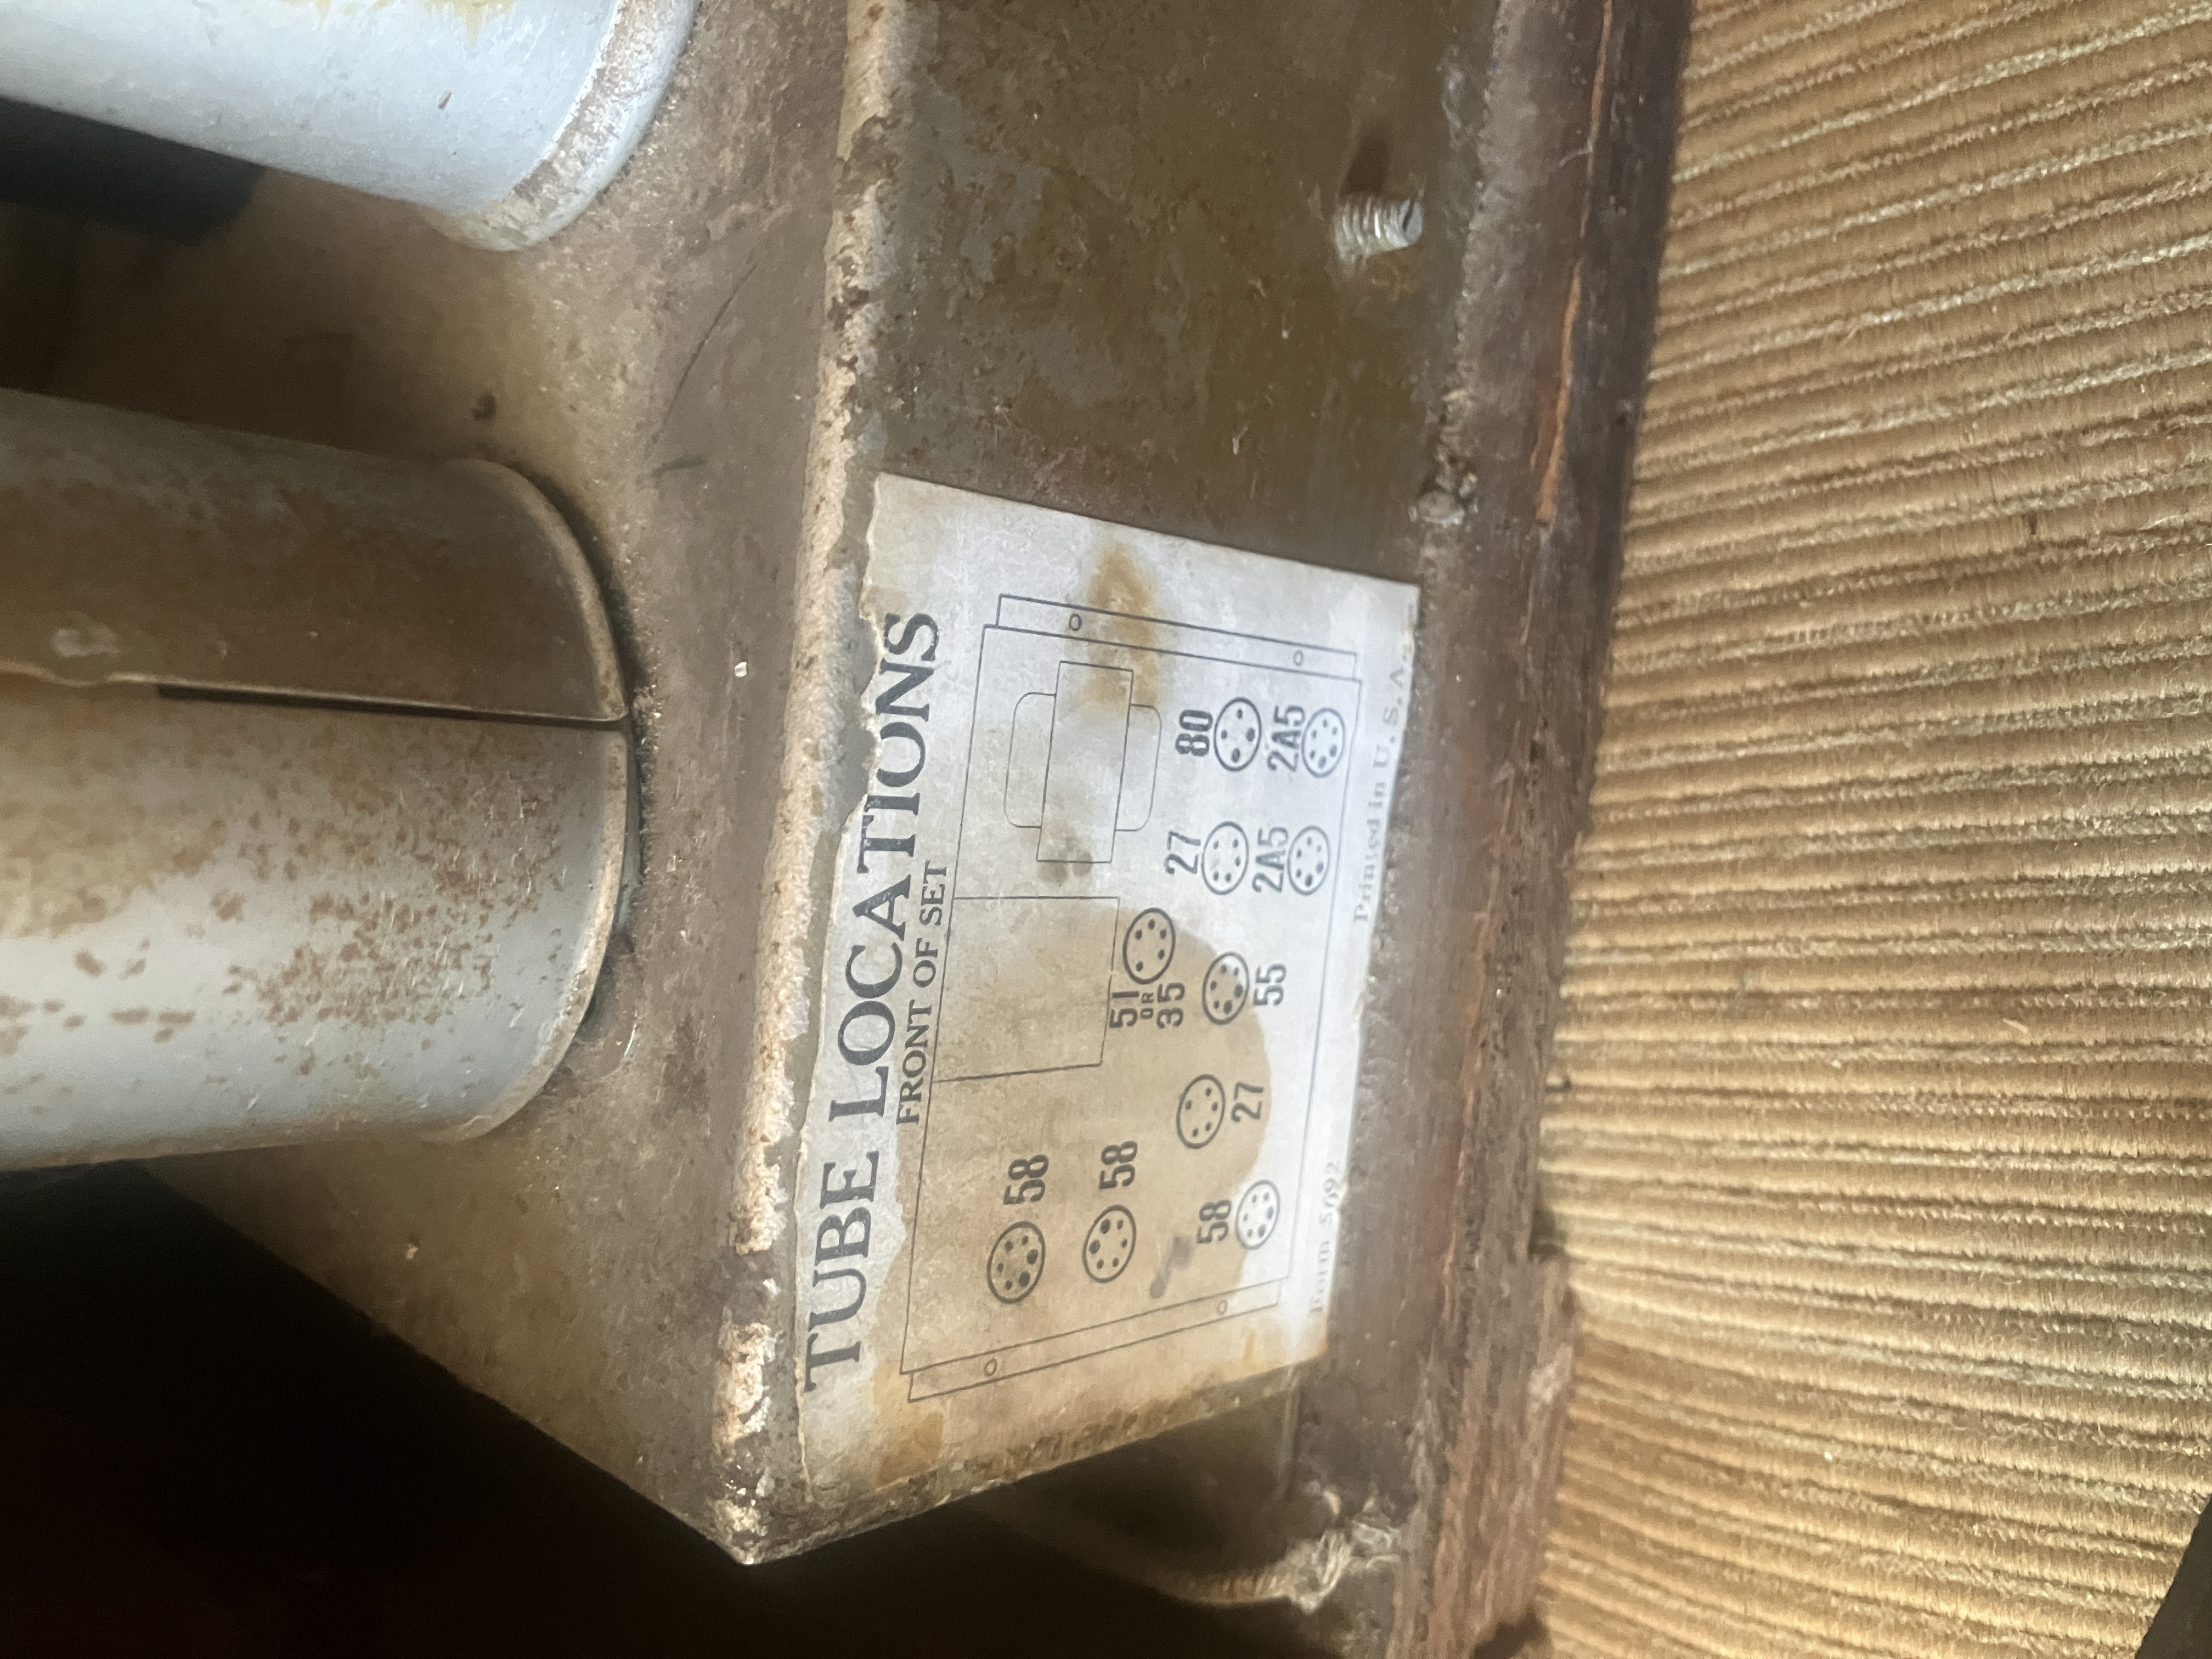 TUBE LOCATIONS
FRONT OF SET
58
58
51
OR
35
27
80
58
27
55
2A5
2A5
Form 5692
Printed in U.S.A.